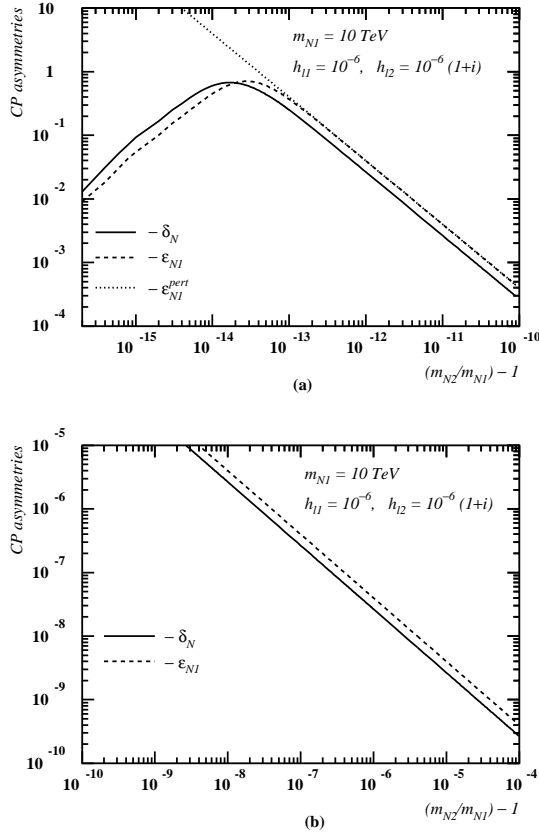 CP asymmetries
10
1
10 -1
10 -2
10 -3
10 -4
m_N1 = 10 TeV
h_l1 = 10^-6, h_l2 = 10^-6 (1+i)
− δ_N
− ε_N1
− ε_N1^pert
10 -15
10 -14
10 -13
10 -12
10 -11
10 -10
(m_N2/m_N1) − 1
(a)
CP asymmetries
10 -5
10 -6
10 -7
10 -8
10 -9
10 -10
m_N1 = 10 TeV
h_l1 = 10^-6, h_l2 = 10^-6 (1+i)
− δ_N
− ε_N1
10 -10
10 -9
10 -8
10 -7
10 -6
10 -5
10 -4
(m_N2/m_N1) − 1
(b)